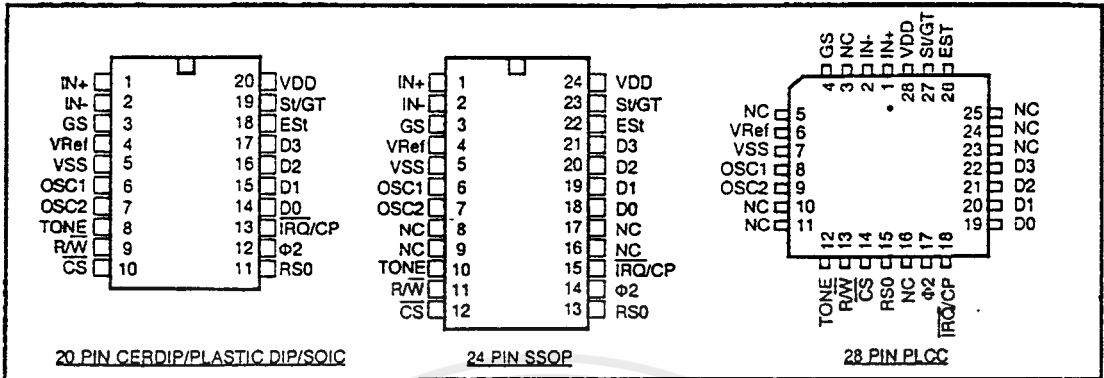 IN+ 1 20 VDD
IN- 2 19 St/GT
GS 3 18 ESt
VRef 4 17 D3
VSS 5 16 D2
OSC1 6 15 D1
OSC2 7 14 D0
TONE 8 13 I̅R̅Q̅/CP
R/W̅ 9 12 Φ2
C̅S̅ 10 11 RS0
20 PIN CERDIP/PLASTIC DIP/SOIC
IN+ 1 24 VDD
IN- 2 23 St/GT
GS 3 22 ESt
VRef 4 21 D3
VSS 5 20 D2
OSC1 6 19 D1
OSC2 7 18 D0
NC 8 17 NC
NC 9 16 NC
TONE 10 15 I̅R̅Q̅/CP
R/W̅ 11 14 Φ2
C̅S̅ 12 13 RS0
24 PIN SSOP
GS NC IN- IN+ VDD St/GT EST
4 3 2 1 28 27 26
NC 5 25 NC
VRef 6 24 NC
VSS 7 23 NC
OSC1 8 22 D3
OSC2 9 21 D2
NC 10 20 D1
NC 11 19 D0
12 13 14 15 16 17 18
TONE R/W̅ C̅S̅ RS0 NC Φ2 I̅R̅Q̅/CP
28 PIN PLCC